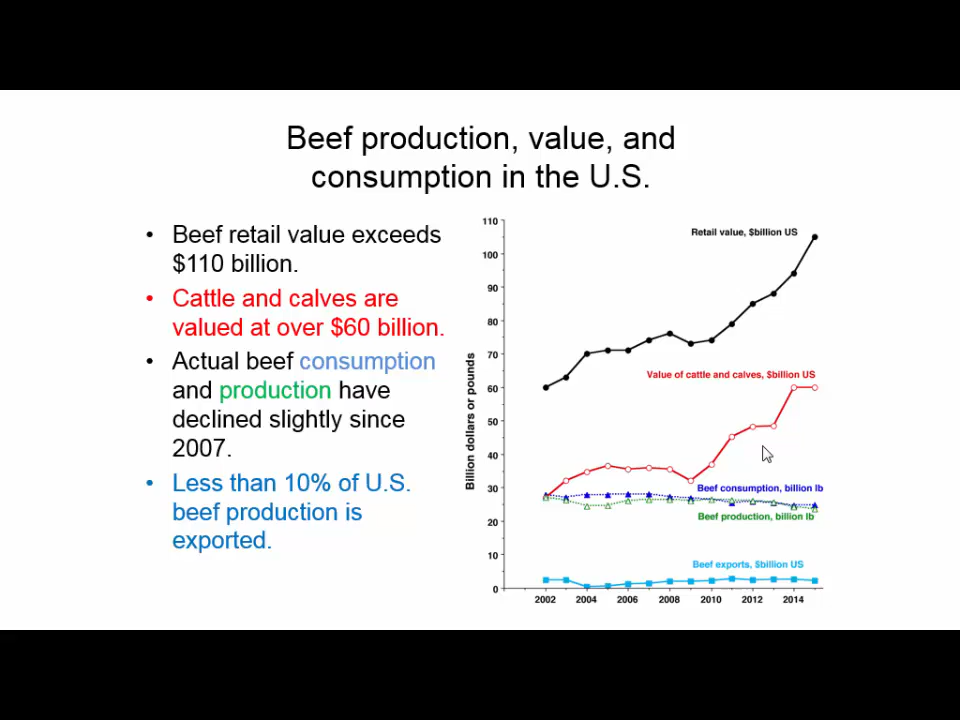 Beef production, value, and
consumption in the U.S.
• Beef retail value exceeds
$110 billion.
• Cattle and calves are
valued at over $60 billion.
• Actual beef consumption
and production have
declined slightly since
2007.
• Less than 10% of U.S.
beef production is
exported.
Billion dollars or pounds
110
100
90
80
70
60
50
40
30
20
10
0
Retail value, $billion US
Value of cattle and calves, $billion US
Beef consumption, billion lb
Beef production, billion lb
Beef exports, $billion US
2002 2004 2006 2008 2010 2012 2014